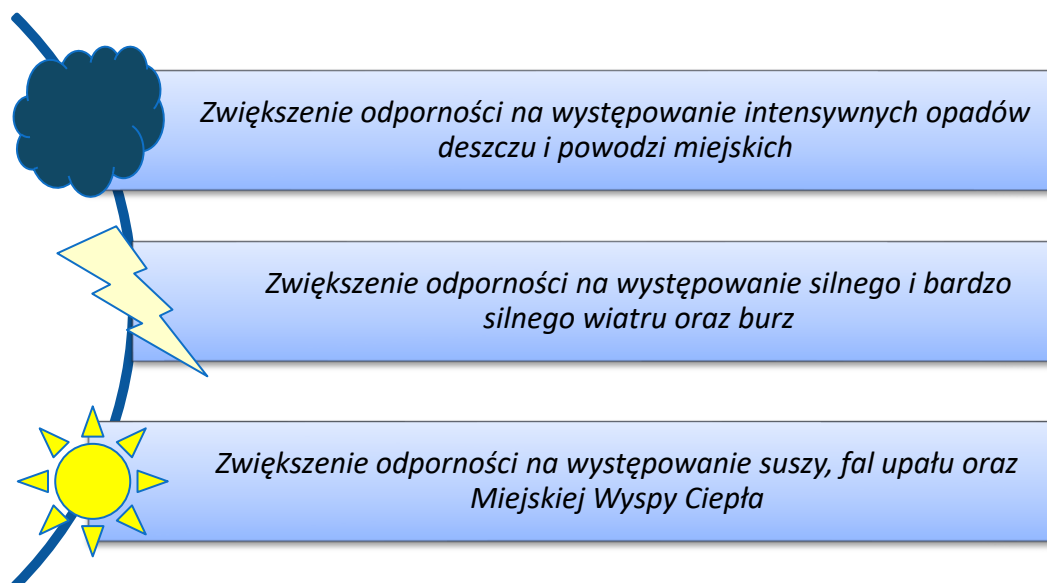 Zwiększenie odporności na występowanie intensywnych opadów
deszczu i powodzi miejskich
Zwiększenie odporności na występowanie silnego i bardzo
silnego wiatru oraz burz
Zwiększenie odporności na występowanie suszy, fal upału oraz
Miejskiej Wyspy Ciepła